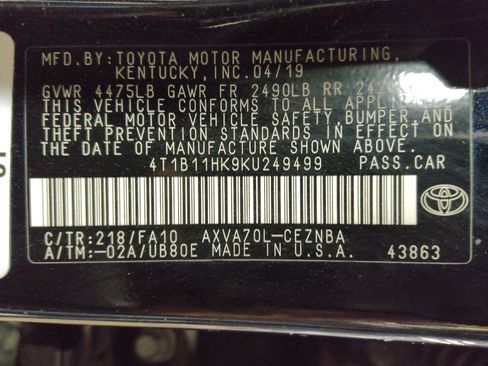 MFD.BY: TOYOTA MOTOR MANUFACTURING,
KENTUCKY, INC. 04/19
GVWR 4475LB GAWR FR 2490LB RR
THIS VEHICLE CONFORMS TO ALL
FEDERAL MOTOR VEHICLE SAFETY, BUMPER, AND
THEFT PREVENTION STANDARDS IN EFFECT ON
THE DATE OF MANUFACTURE SHOWN ABOVE.
4T1B11HK9KU249499 PASS.CAR
C/TR:218/FA10 AXVA70L-CEZNBA
A/TM:-02A/UB80E MADE IN U.S.A. 43863
TOYOTA